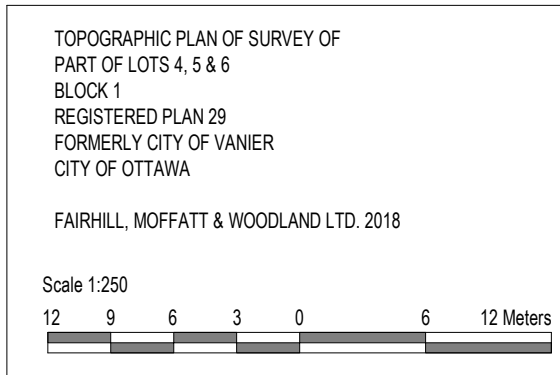 TOPOGRAPHIC PLAN OF SURVEY OF
PART OF LOTS 4, 5 & 6
BLOCK 1
REGISTERED PLAN 29
FORMERLY CITY OF VANIER
CITY OF OTTAWA
FAIRHILL, MOFFATT & WOODLAND LTD. 2018
Scale 1:250
12 9 6 3 0 6 12 Meters